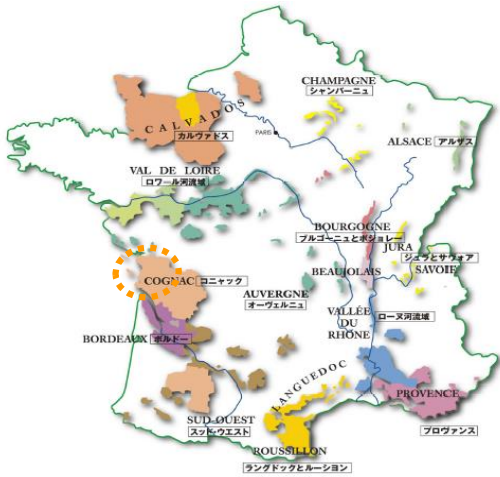 CHAMPAGNE
シャンパーニュ
CALVADOS
カルヴァドス
PARIS
ALSACE アルザス
VAL DE LOIRE
ロワール河流域
BOURGOGNE
ブルゴーニュとボジョレー
JURA
ジュラとサヴォア
SAVOIE
COGNAC コニャック
BEAUJOLAIS
AUVERGNE
オーヴェルニュ
VALLÉE
DU
RHÔNE
ローヌ河流域
BORDEAUX ボルドー
LANGUEDOC
PROVENCE
プロヴァンス
SUD-OUEST
スッド・ウエスト
ROUSSILLON
ラングドックとルーション